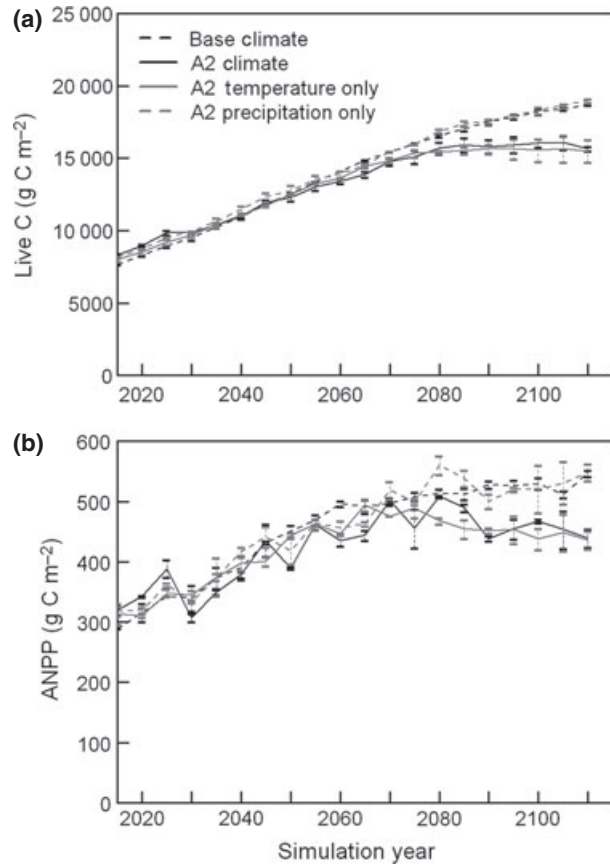 (a)
25 000
20 000
15 000
10 000
5000
0
Live C (g C m−2)
Base climate
A2 climate
A2 temperature only
A2 precipitation only
2020 2040 2060 2080 2100
(b)
600
500
400
300
200
100
0
ANPP (g C m−2)
2020 2040 2060 2080 2100
Simulation year